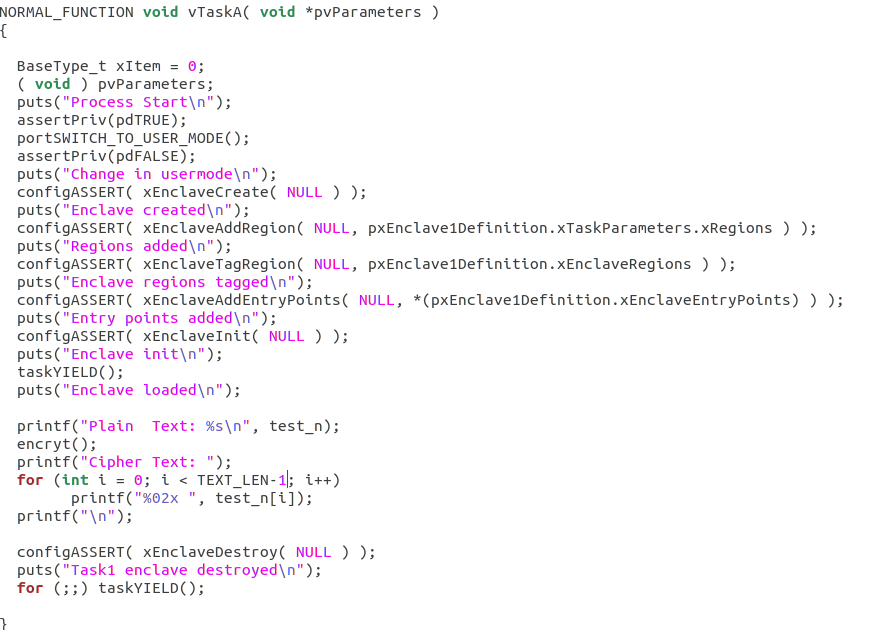 NORMAL_FUNCTION void vTaskA( void *pvParameters )
{
BaseType_t xItem = 0;
( void ) pvParameters;
puts("Process Start\n");
assertPriv(pdTRUE);
portSWITCH_TO_USER_MODE();
assertPriv(pdFALSE);
puts("Change in usermode\n");
configASSERT( xEnclaveCreate( NULL ) );
puts("Enclave created\n");
configASSERT( xEnclaveAddRegion( NULL, pxEnclave1Definition.xTaskParameters.xRegions ) );
puts("Regions added\n");
configASSERT( xEnclaveTagRegion( NULL, pxEnclave1Definition.xEnclaveRegions ) );
puts("Enclave regions tagged\n");
configASSERT( xEnclaveAddEntryPoints( NULL, *(pxEnclave1Definition.xEnclaveEntryPoints) ) );
puts("Entry points added\n");
configASSERT( xEnclaveInit( NULL ) );
puts("Enclave init\n");
taskYIELD();
puts("Enclave loaded\n");
printf("Plain  Text: %s\n", test_n);
encryt();
printf("Cipher Text: ");
for (int i = 0; i < TEXT_LEN-1; i++)
printf("%02x ", test_n[i]);
printf("\n");
configASSERT( xEnclaveDestroy( NULL ) );
puts("Task1 enclave destroyed\n");
for (;;) taskYIELD();
}